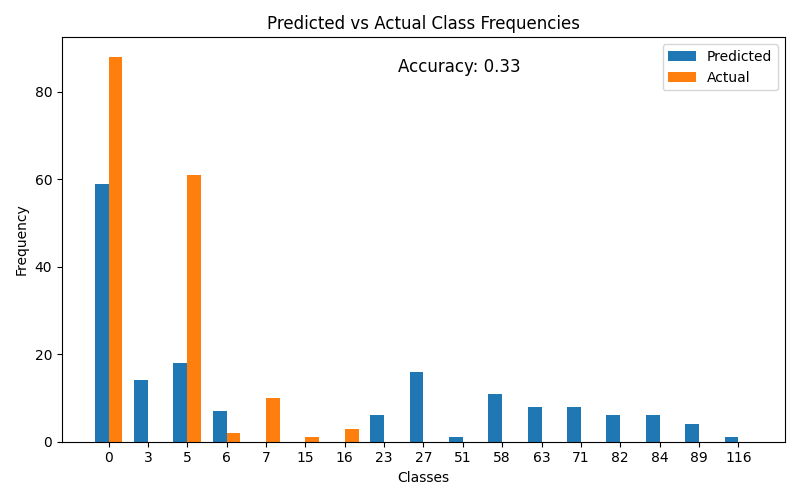 Predicted vs Actual Class Frequencies
Accuracy: 0.33
Predicted
Actual
Frequency
80
60
40
20
0
0 3 5 6 7 15 16 23 27 51 58 63 71 82 84 89 116
Classes